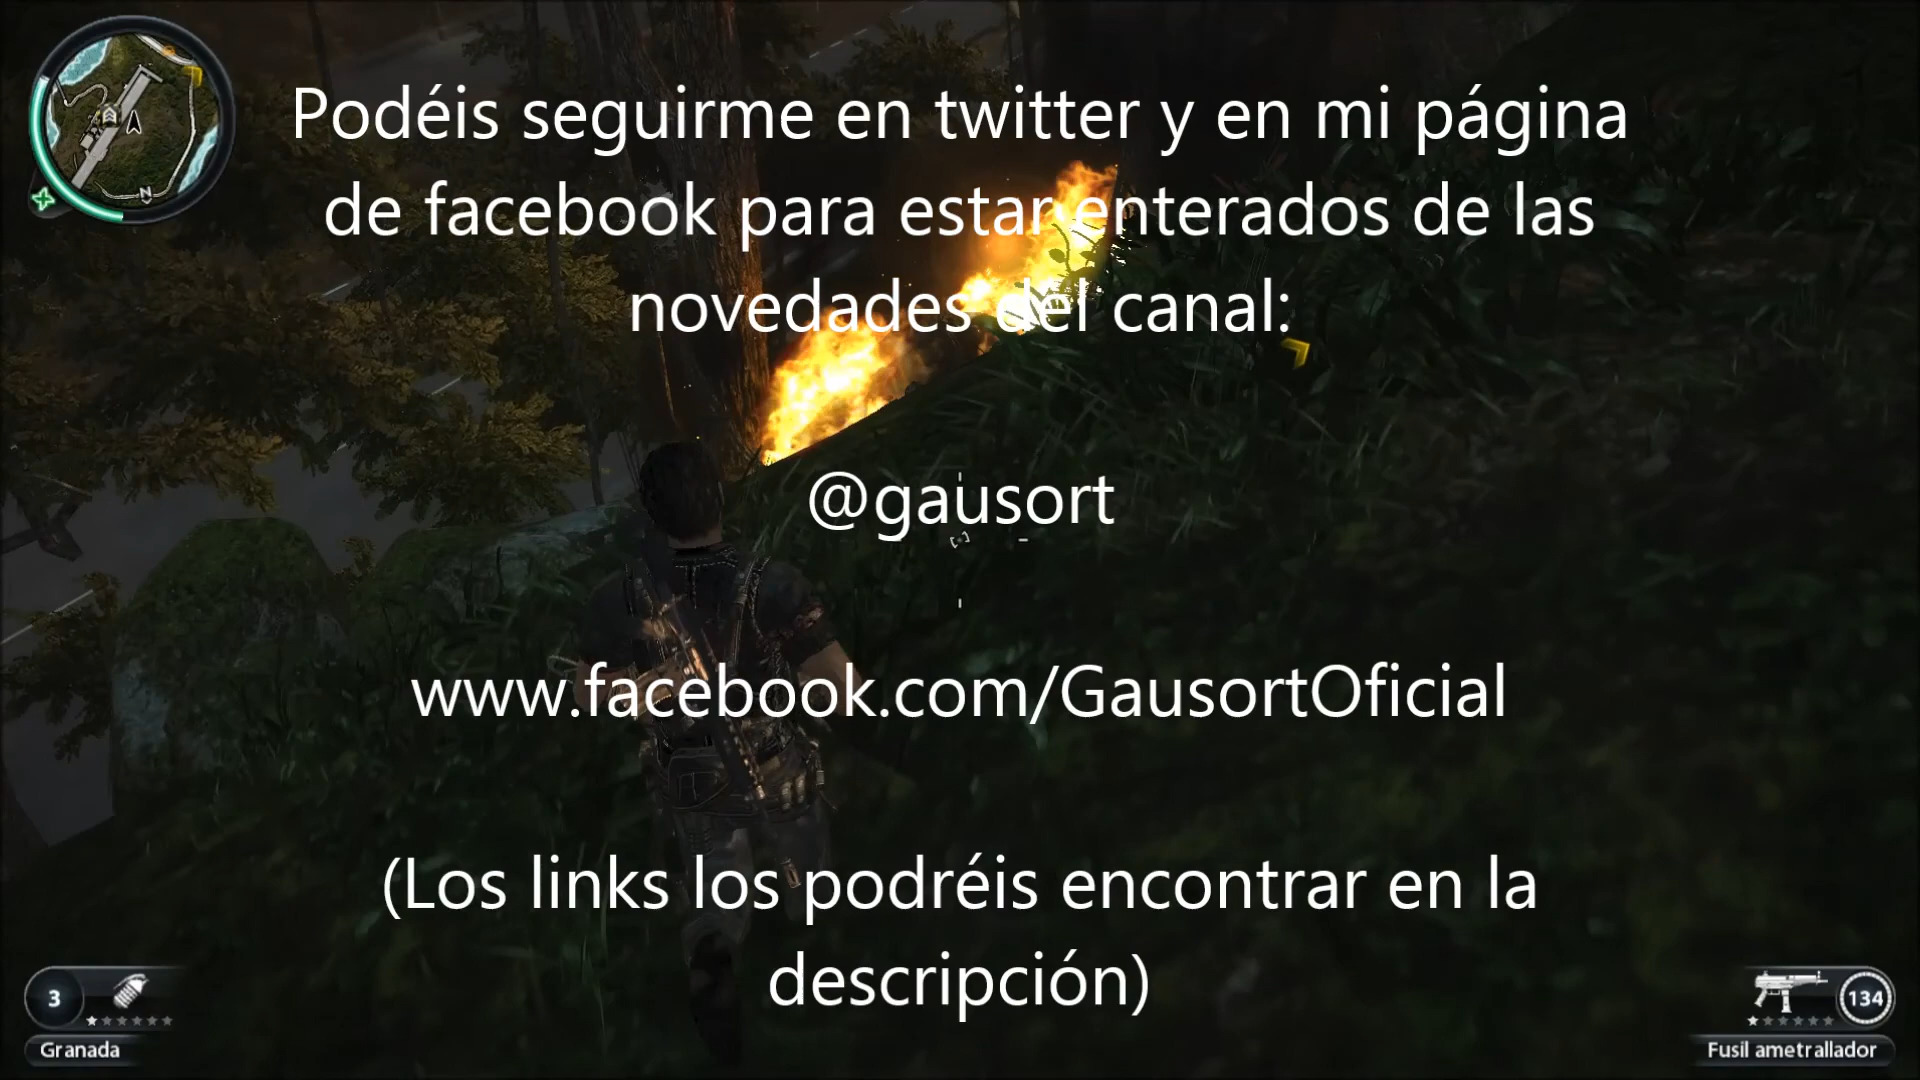 Podéis seguirme en twitter y en mi página
de facebook para estar enterados de las
novedades del canal:
@gausort
www.facebook.com/GausortOficial
(Los links los podréis encontrar en la
descripción)
N
3
Granada
134
Fusil ametrallador